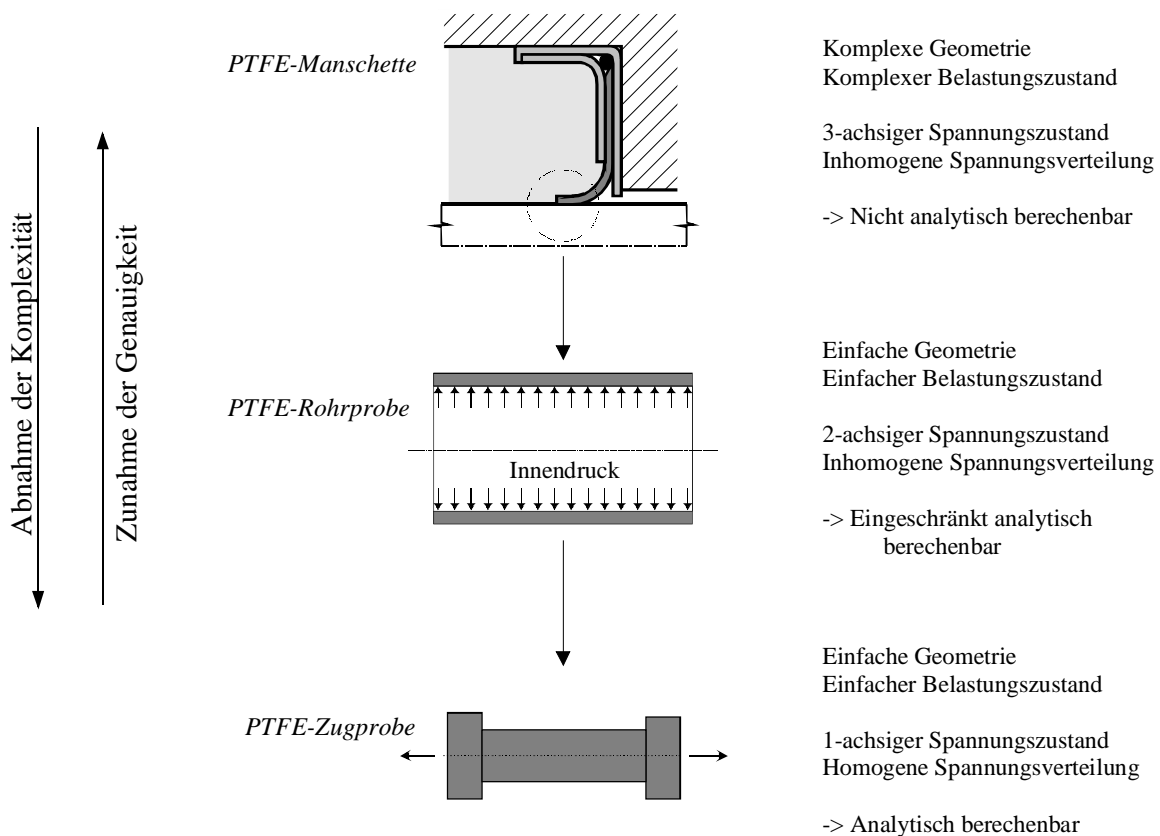 PTFE-Manschette
Komplexe Geometrie
Komplexer Belastungszustand
3-achsiger Spannungszustand
Inhomogene Spannungsverteilung
-> Nicht analytisch berechenbar
Abnahme der Komplexität
Zunahme der Genauigkeit
PTFE-Rohrprobe
Innendruck
Einfache Geometrie
Einfacher Belastungszustand
2-achsiger Spannungszustand
Inhomogene Spannungsverteilung
-> Eingeschränkt analytisch
berechenbar
PTFE-Zugprobe
Einfache Geometrie
Einfacher Belastungszustand
1-achsiger Spannungszustand
Homogene Spannungsverteilung
-> Analytisch berechenbar